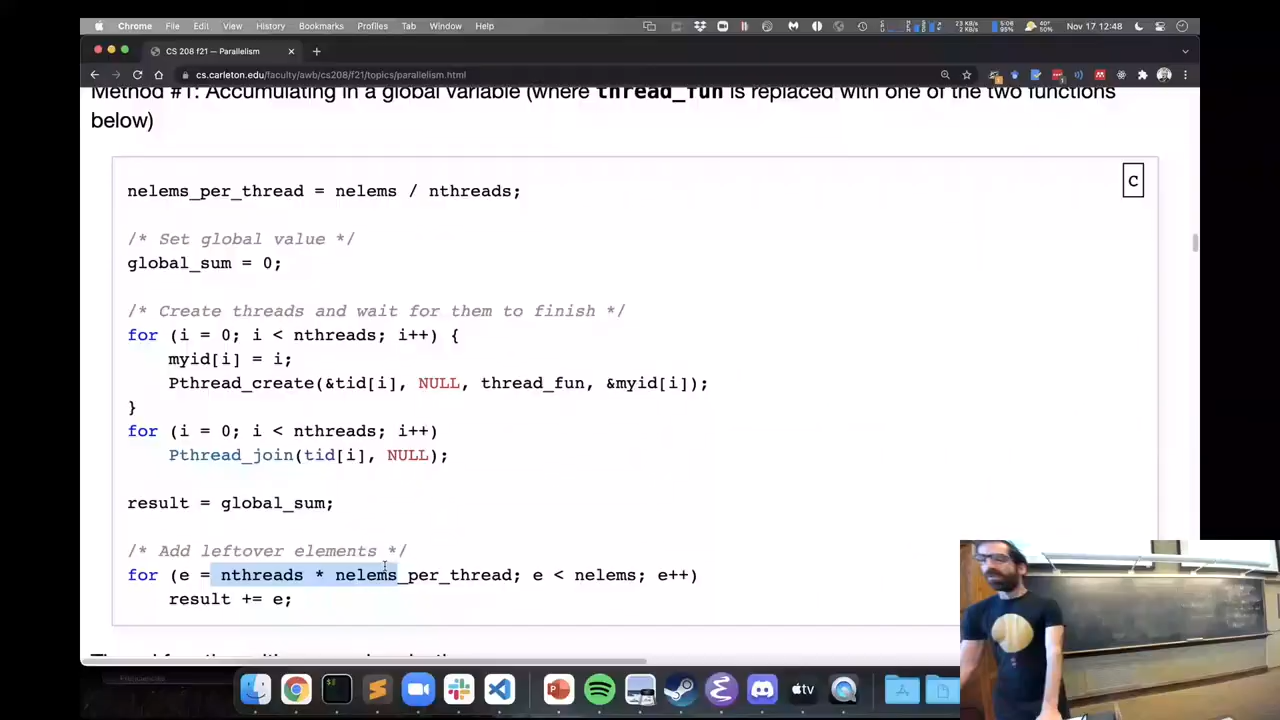 Chrome File Edit View History Bookmarks Profiles Tab Window Help Nov 17 12:48
CS 208 f21 — Parallelism
cs.carleton.edu/faculty/awb/cs208/f21/topics/parallelism.html
Method #1: Accumulating in a global variable (where thread_fun is replaced with one of the two functions
below)
C
nelems_per_thread = nelems / nthreads;
/* Set global value */
global_sum = 0;
/* Create threads and wait for them to finish */
for (i = 0; i < nthreads; i++) {
myid[i] = i;
Pthread_create(&tid[i], NULL, thread_fun, &myid[i]);
}
for (i = 0; i < nthreads; i++)
Pthread_join(tid[i], NULL);
result = global_sum;
/* Add leftover elements */
for (e = nthreads * nelems_per_thread; e < nelems; e++)
result += e;
tv